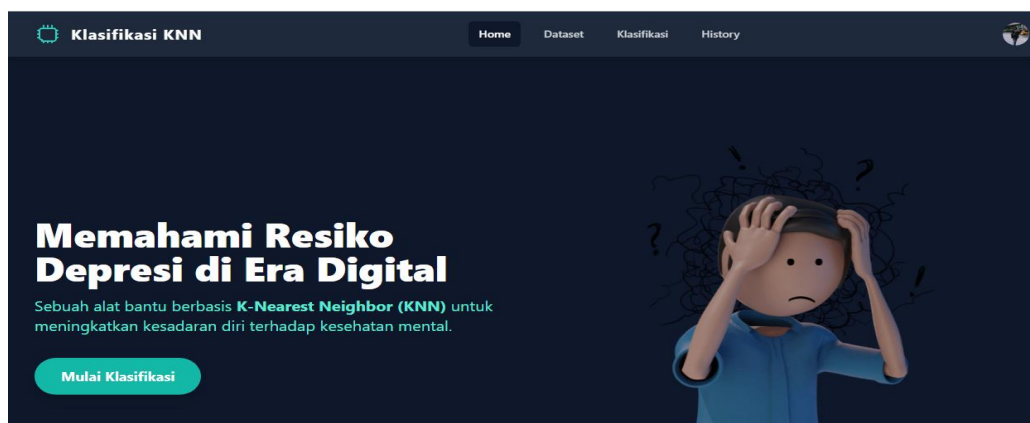 Klasifikasi KNN
Home Dataset Klasifikasi History
Memahami Resiko
Depresi di Era Digital
Sebuah alat bantu berbasis K-Nearest Neighbor (KNN) untuk
meningkatkan kesadaran diri terhadap kesehatan mental.
Mulai Klasifikasi